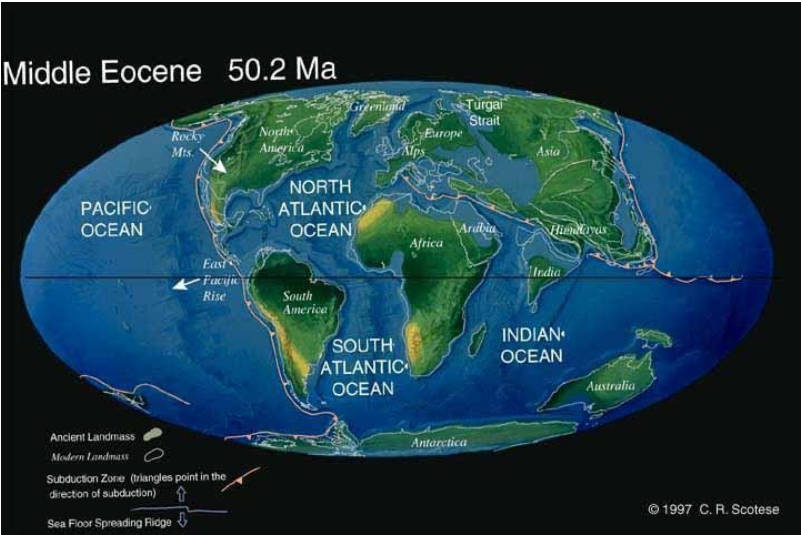 Middle Eocene 50.2 Ma
Greenland
Turgai
Strait
Rocky
Mts.
North
America
Europe
Alps
Asia
PACIFIC
OCEAN
NORTH
ATLANTIC
OCEAN
Africa
Arabia
Himalayas
East
Pacific
Rise
South
America
India
SOUTH
ATLANTIC
OCEAN
INDIAN
OCEAN
Australia
Antarctica
Ancient Landmass
Modern Landmass
Subduction Zone (triangles point in the
direction of subduction)
Sea Floor Spreading Ridge
© 1997 C. R. Scotese